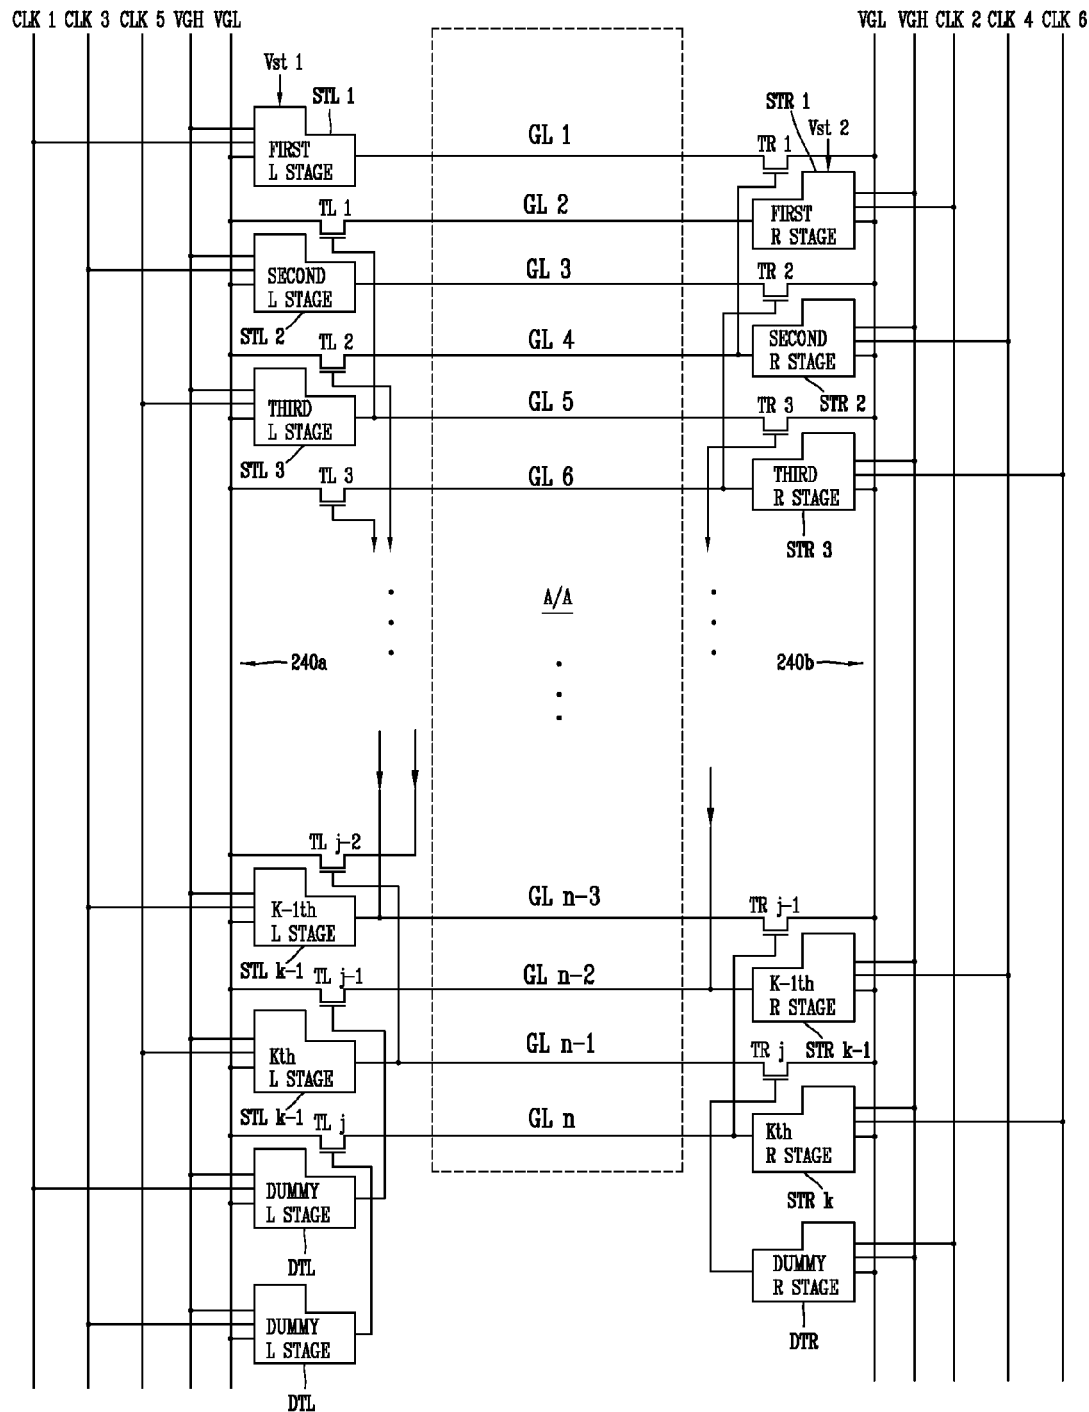 CLK 1 CLK 3 CLK 5 VGH VGL
VGL VGH CLK 2 CLK 4 CLK 6
Vst 1
STL 1
STR 1
Vst 2
FIRST
L STAGE
GL 1
TR 1
TL 1
GL 2
FIRST
R STAGE
SECOND
L STAGE
GL 3
TR 2
STL 2
TL 2
GL 4
SECOND
R STAGE
THIRD
L STAGE
GL 5
TR 3
STR 2
STL 3
TL 3
GL 6
THIRD
R STAGE
STR 3
A/A
240a
240b
TL j-2
K-1th
L STAGE
GL n-3
TR j-1
STL k-1
TL j-1
GL n-2
K-1th
R STAGE
Kth
L STAGE
GL n-1
TR j
STR k-1
STL k-1
TL j
GL n
Kth
R STAGE
DUMMY
L STAGE
STR k
DTL
DUMMY
R STAGE
DUMMY
L STAGE
DTR
DTL